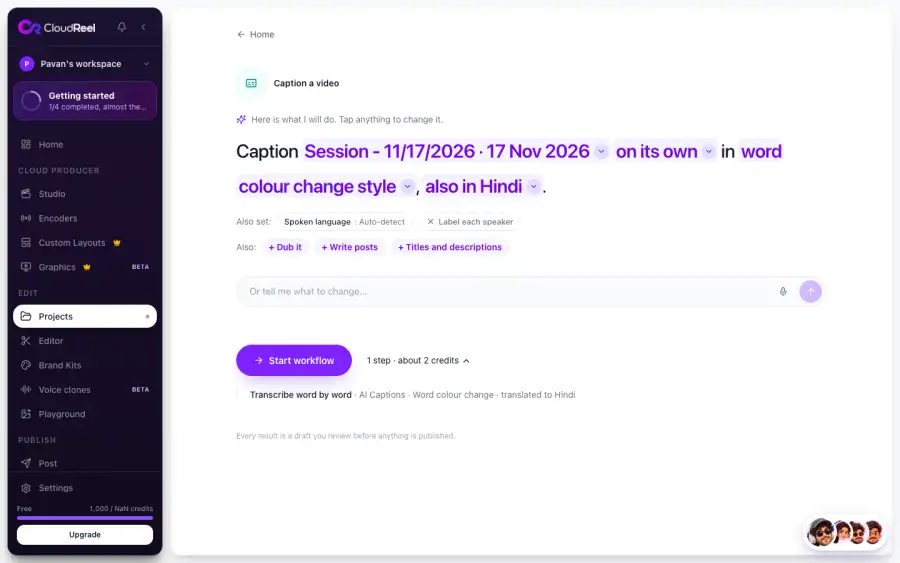 CloudReel
P Pavan's workspace
Getting started
1/4 completed, almost the...
Home
CLOUD PRODUCER
Studio
Encoders
Custom Layouts
Graphics BETA
EDIT
Projects
Editor
Brand Kits
Voice clones BETA
Playground
PUBLISH
Post
Settings
Free 1,000 / NaN credits
Upgrade
Home
Caption a video
Here is what I will do. Tap anything to change it.
Caption Session - 11/17/2026 · 17 Nov 2026 on its own in word
colour change style , also in Hindi .
Also set: Spoken language : Auto-detect Label each speaker
Also: + Dub it + Write posts + Titles and descriptions
Or tell me what to change...
Start workflow 1 step · about 2 credits
Transcribe word by word · AI Captions · Word colour change · translated to Hindi
Every result is a draft you review before anything is published.